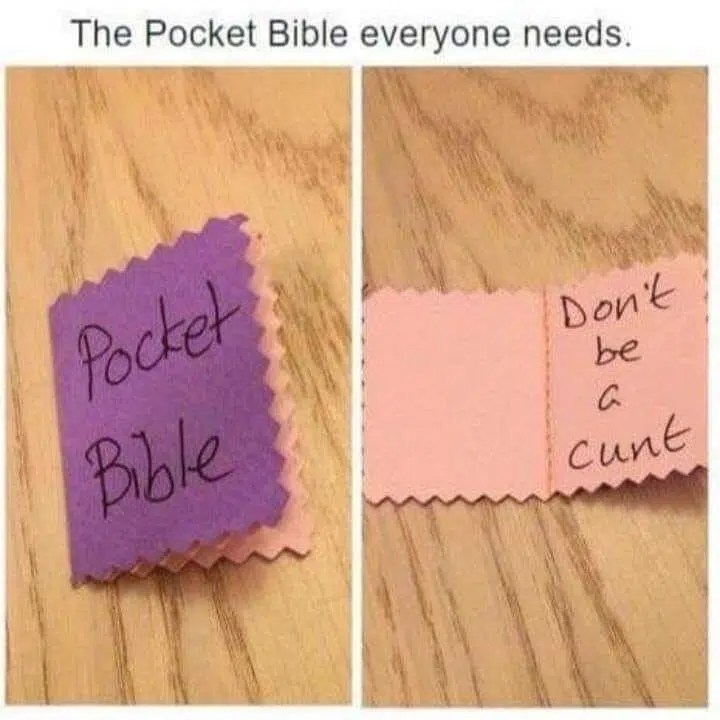 The Pocket Bible everyone needs.
Pocket
Bible
Don't
be
a
cunt